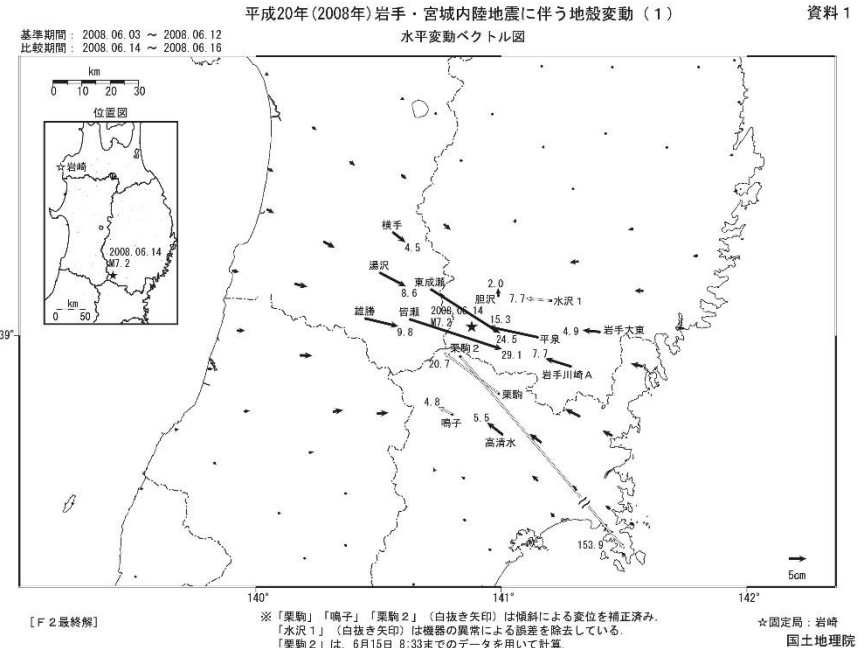 平成20年(2008年)岩手・宮城内陸地震に伴う地殻変動(1)
資料1
基準期間: 2008.06.03 ~ 2008.06.12
比較期間: 2008.06.14 ~ 2008.06.16
水平変動ベクトル図
km
0 10 20 30
位置図
☆岩崎
2008.06.14
M7.2
km
0 50
横手
4.5
湯沢
8.6
東成瀬
2.0
胆沢
7.7
水沢1
雄勝
9.8
皆瀬
2008.06.14
M7.2
15.3
24.5
平泉
4.9
岩手大東
39°
栗駒2
29.1
7.7
20.7
岩手川崎A
栗駒
4.8
鳴子
5.5
高清水
153.9
5cm
140°
141°
142°
[F2最終解]
※「栗駒」「鳴子」「栗駒2」(白抜き矢印)は傾斜による変位を補正済み.
「水沢1」(白抜き矢印)は機器の異常による誤差を除去している.
「栗駒2」は、6月15日 8:33までのデータを用いて計算.
☆固定局:岩崎
国土地理院